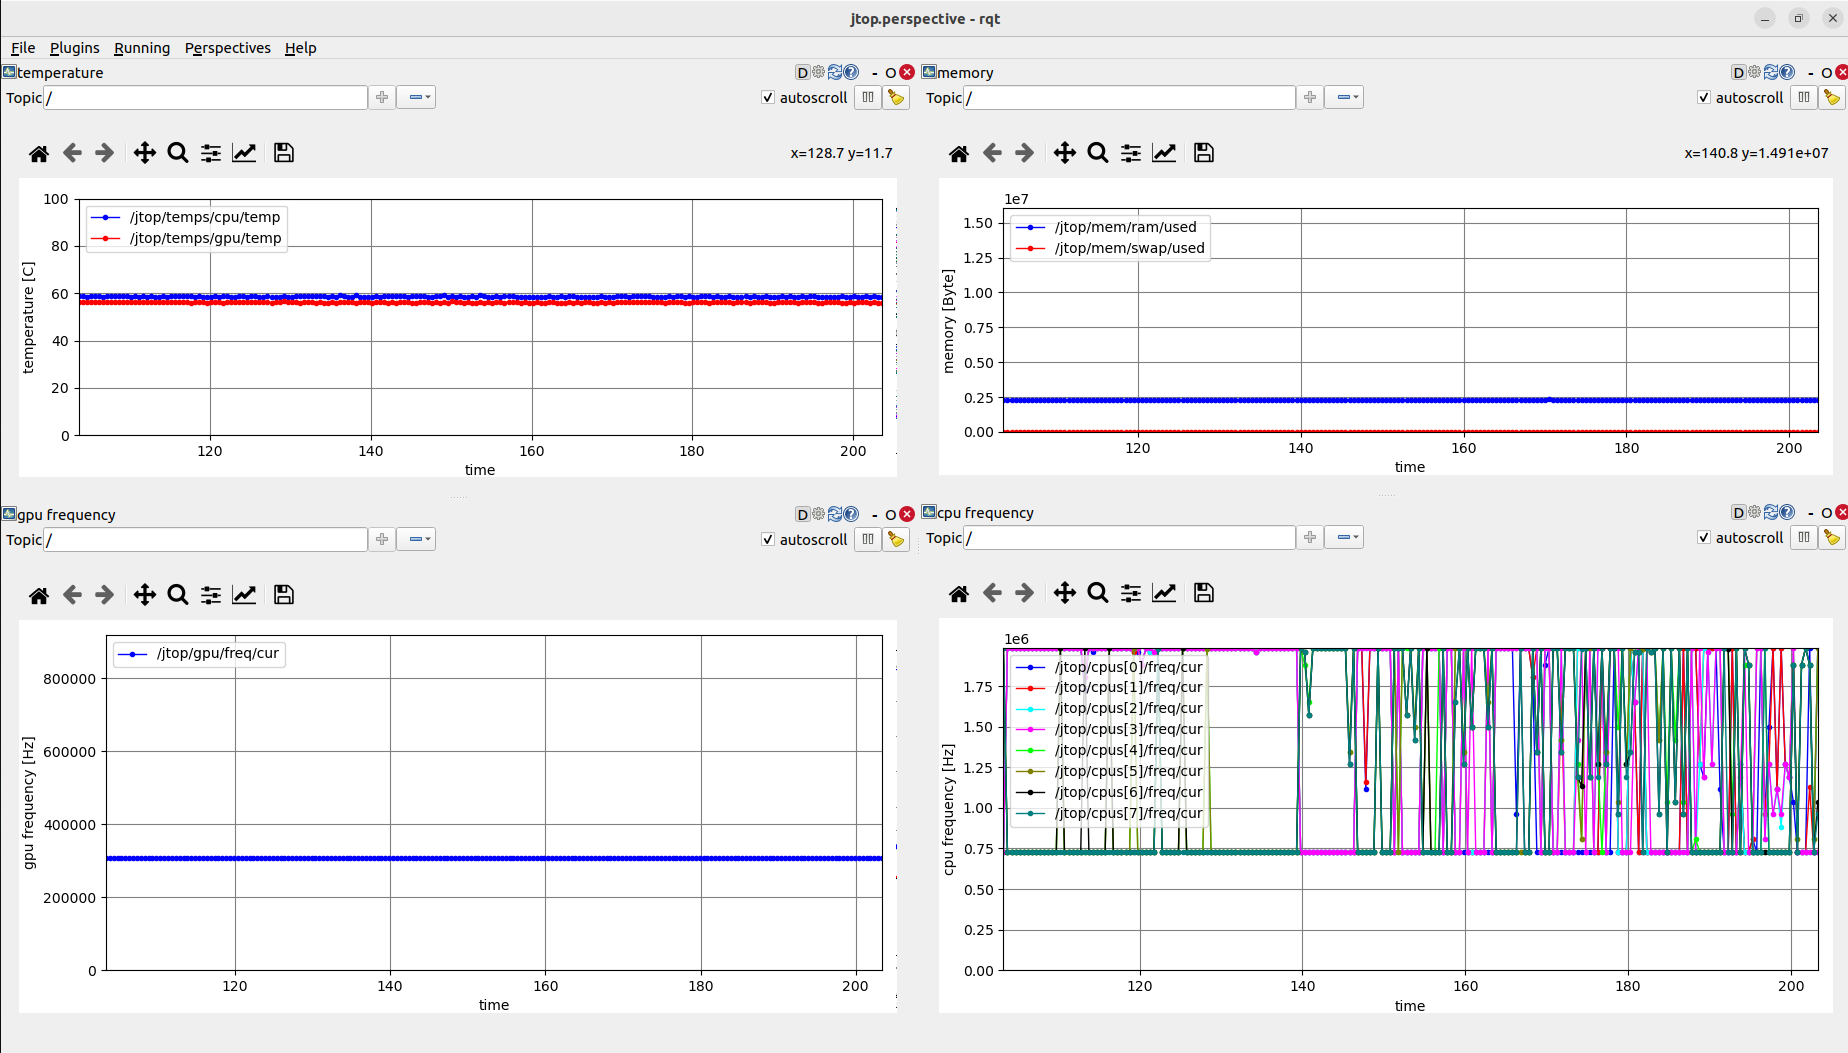 jtop.perspective - rqt
File Plugins Running Perspectives Help
temperature
D - O
Topic /
autoscroll
x=128.7 y=11.7
/jtop/temps/cpu/temp
/jtop/temps/gpu/temp
temperature [C]
100
80
60
40
20
0
120 140 160 180 200
time
memory
D - O
Topic /
autoscroll
x=140.8 y=1.491e+07
1e7
/jtop/mem/ram/used
/jtop/mem/swap/used
memory [Byte]
1.50
1.25
1.00
0.75
0.50
0.25
0.00
120 140 160 180 200
time
gpu frequency
D - O
Topic /
autoscroll
/jtop/gpu/freq/cur
gpu frequency [Hz]
800000
600000
400000
200000
0
120 140 160 180 200
time
cpu frequency
D - O
Topic /
autoscroll
1e6
/jtop/cpus[0]/freq/cur
/jtop/cpus[1]/freq/cur
/jtop/cpus[2]/freq/cur
/jtop/cpus[3]/freq/cur
/jtop/cpus[4]/freq/cur
/jtop/cpus[5]/freq/cur
/jtop/cpus[6]/freq/cur
/jtop/cpus[7]/freq/cur
cpu frequency [Hz]
1.75
1.50
1.25
1.00
0.75
0.50
0.25
0.00
120 140 160 180 200
time